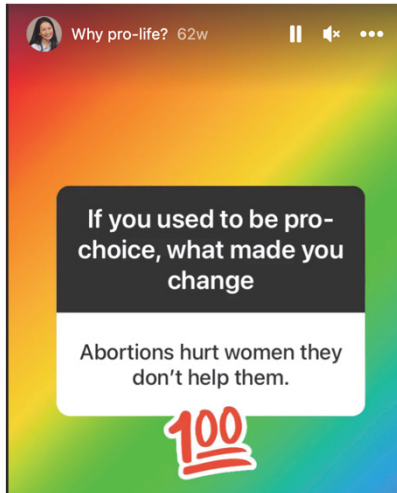 Why pro-life? 62w
If you used to be pro-
choice, what made you
change
Abortions hurt women they
don't help them.
100